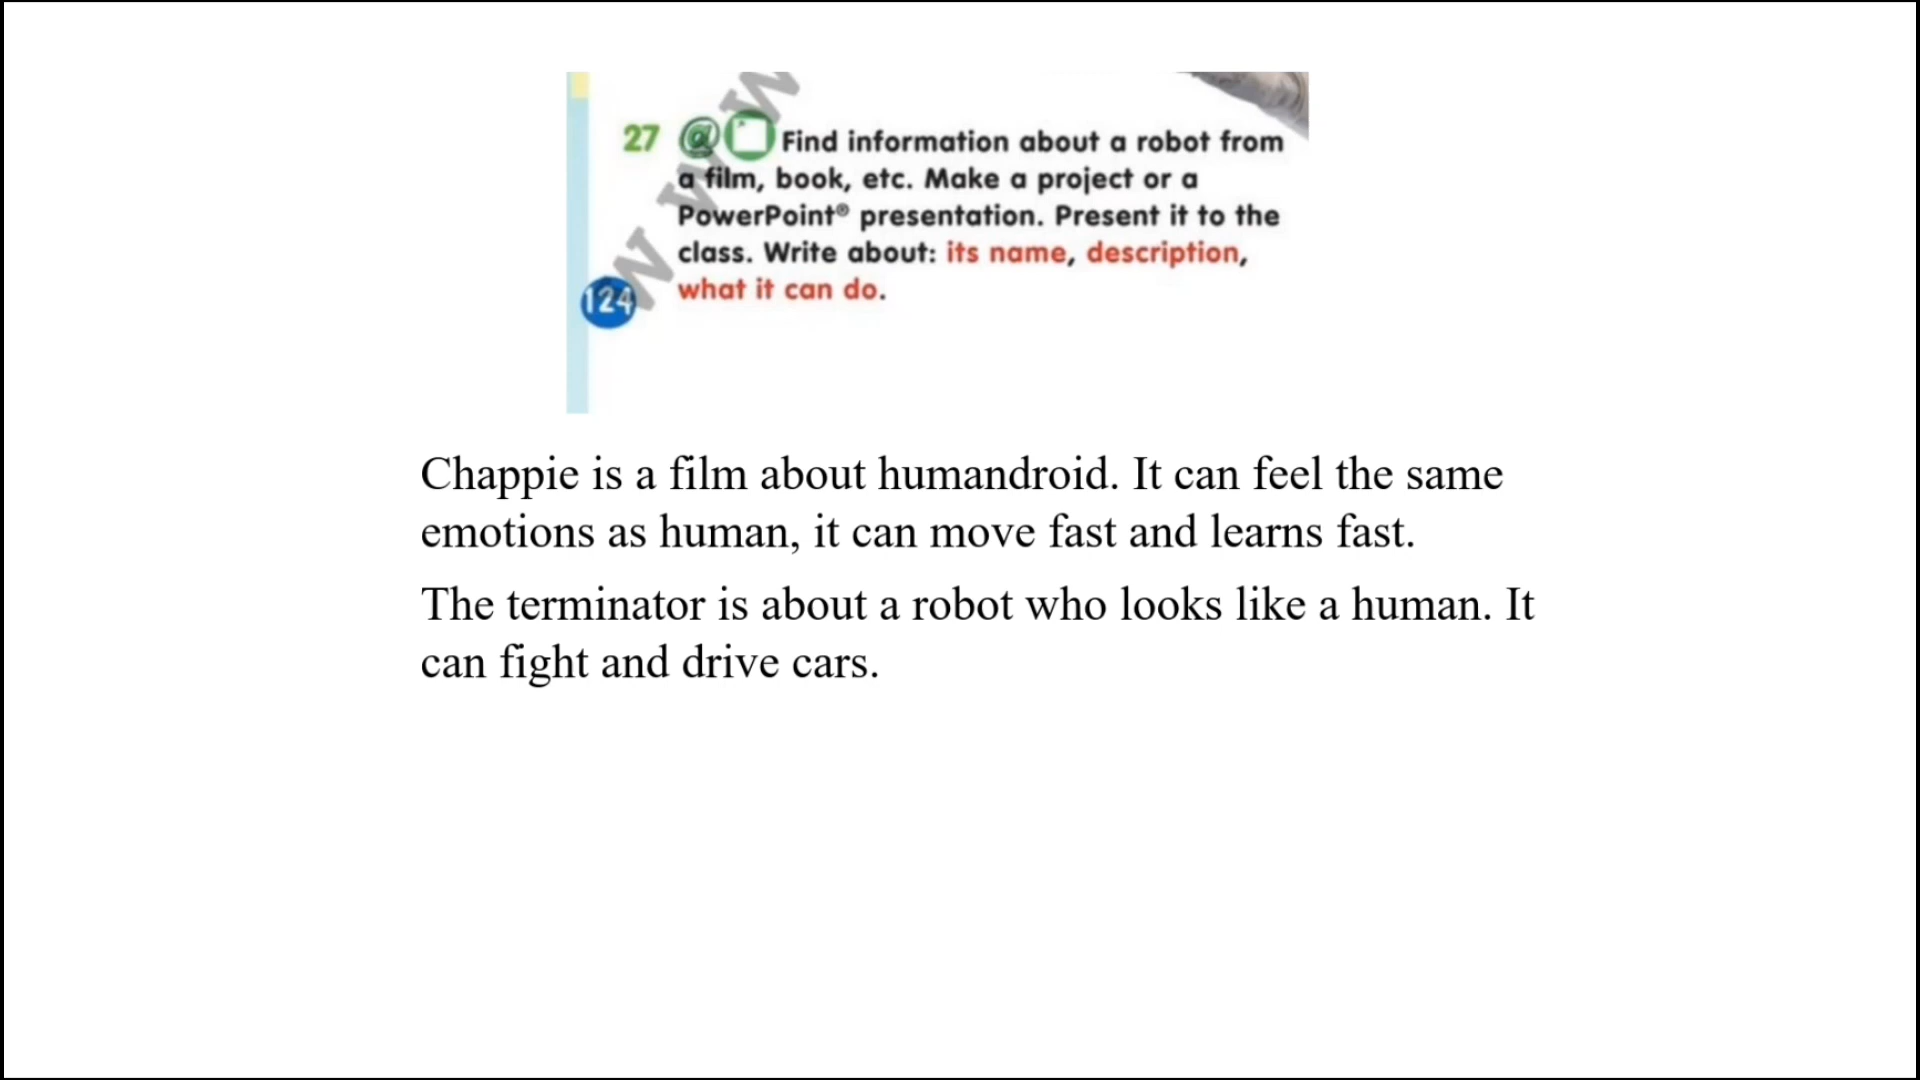 27 @ Find information about a robot from
a film, book, etc. Make a project or a
PowerPoint® presentation. Present it to the
class. Write about: its name, description,
what it can do.
124
www
Chappie is a film about humandroid. It can feel the same
emotions as human, it can move fast and learns fast.
The terminator is about a robot who looks like a human. It
can fight and drive cars.